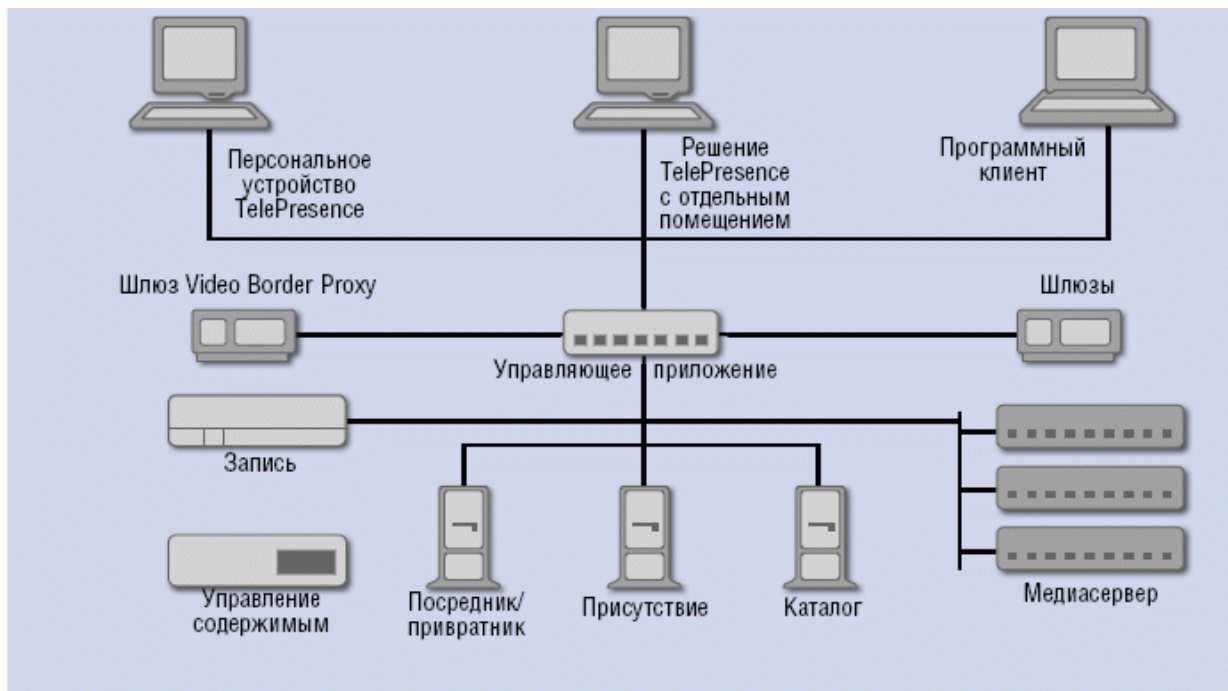 Персональное
устройство
TelePresence
Решение
TelePresence
с отдельным
помещением
Программный
клиент
Шлюз Video Border Proxy
Шлюзы
Управляющее приложение
Запись
Управление
содержимым
Посредник/
привратник
Присутствие
Каталог
Медиасервер